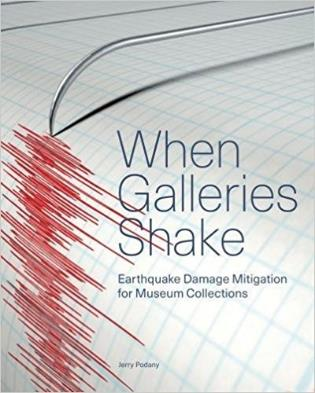 When
Galleries
Shake
Earthquake Damage Mitigation
for Museum Collections
Jerry Podany